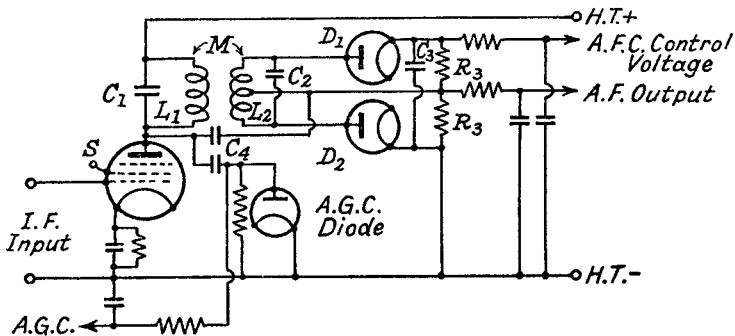 H.T.+
M
D1
C3
A.F.C. Control
Voltage
C1
L1
L2
C2
R3
A.F. Output
S
C4
D2
R3
I.F.
Input
A.G.C.
Diode
H.T.-
A.G.C.